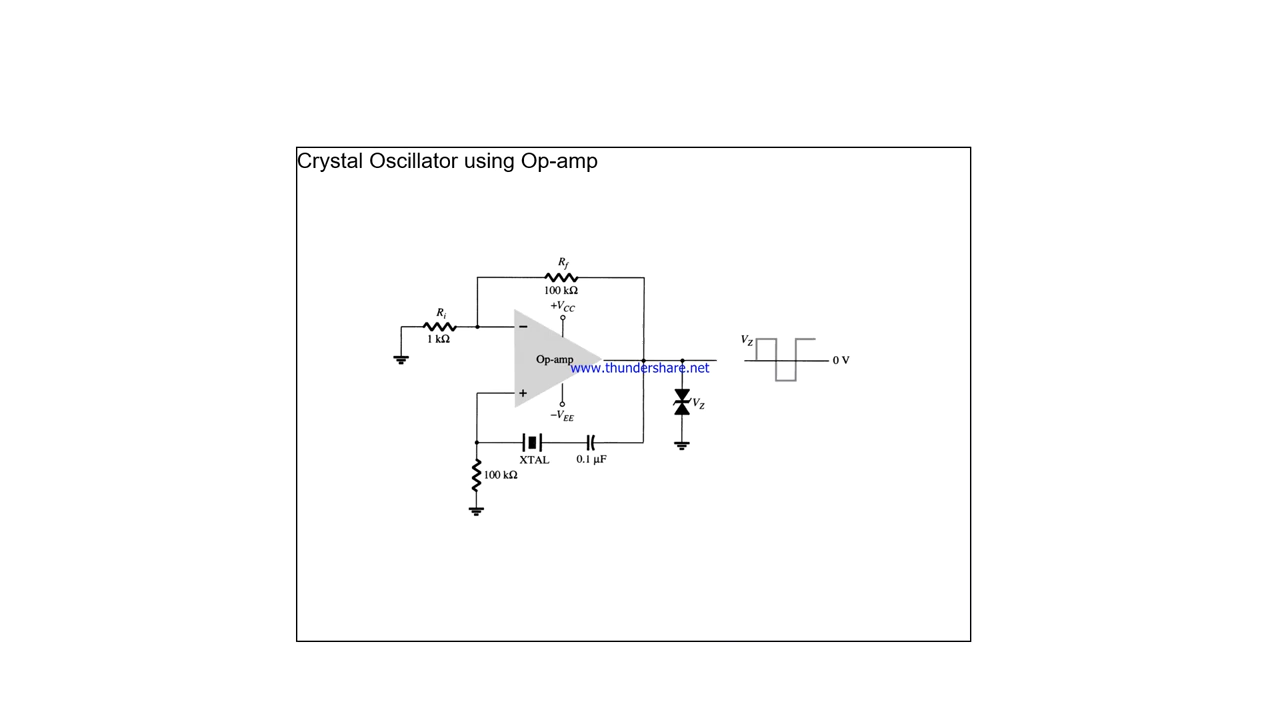 Crystal Oscillator using Op-amp
Rf
100 kΩ
+VCC
Ri
1 kΩ
−
Op-amp
www.thundershare.net
VZ
0 V
+
−VEE
VZ
XTAL
0.1 μF
100 kΩ